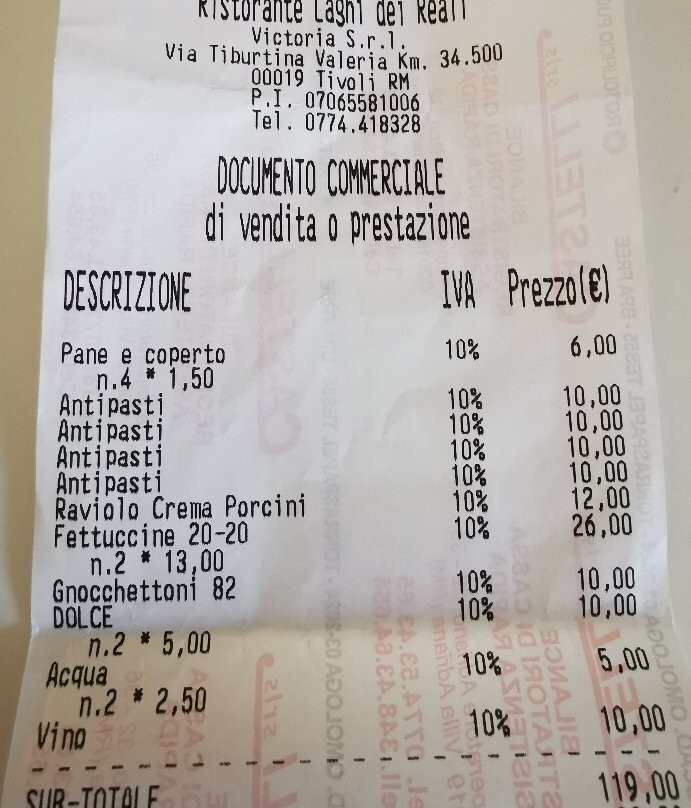 Ristorante Laghi dei Reali
Victoria S.r.l.
Via Tiburtina Valeria Km. 34.500
00019 Tivoli RM
P.I. 07065581006
Tel. 0774.418328
DOCUMENTO COMMERCIALE
di vendita o prestazione
DESCRIZIONE IVA Prezzo(€)
Pane e coperto 10% 6,00
n.4 * 1,50
Antipasti 10% 10,00
Antipasti 10% 10,00
Antipasti 10% 10,00
Antipasti 10% 10,00
Raviolo Crema Porcini 10% 12,00
Fettuccine 20-20 10% 26,00
n.2 * 13,00
Gnocchettoni 82 10% 10,00
DOLCE 10% 10,00
n.2 * 5,00
Acqua 10% 5,00
n.2 * 2,50
Vino 10% 10,00
SUB-TOTALE 119,00